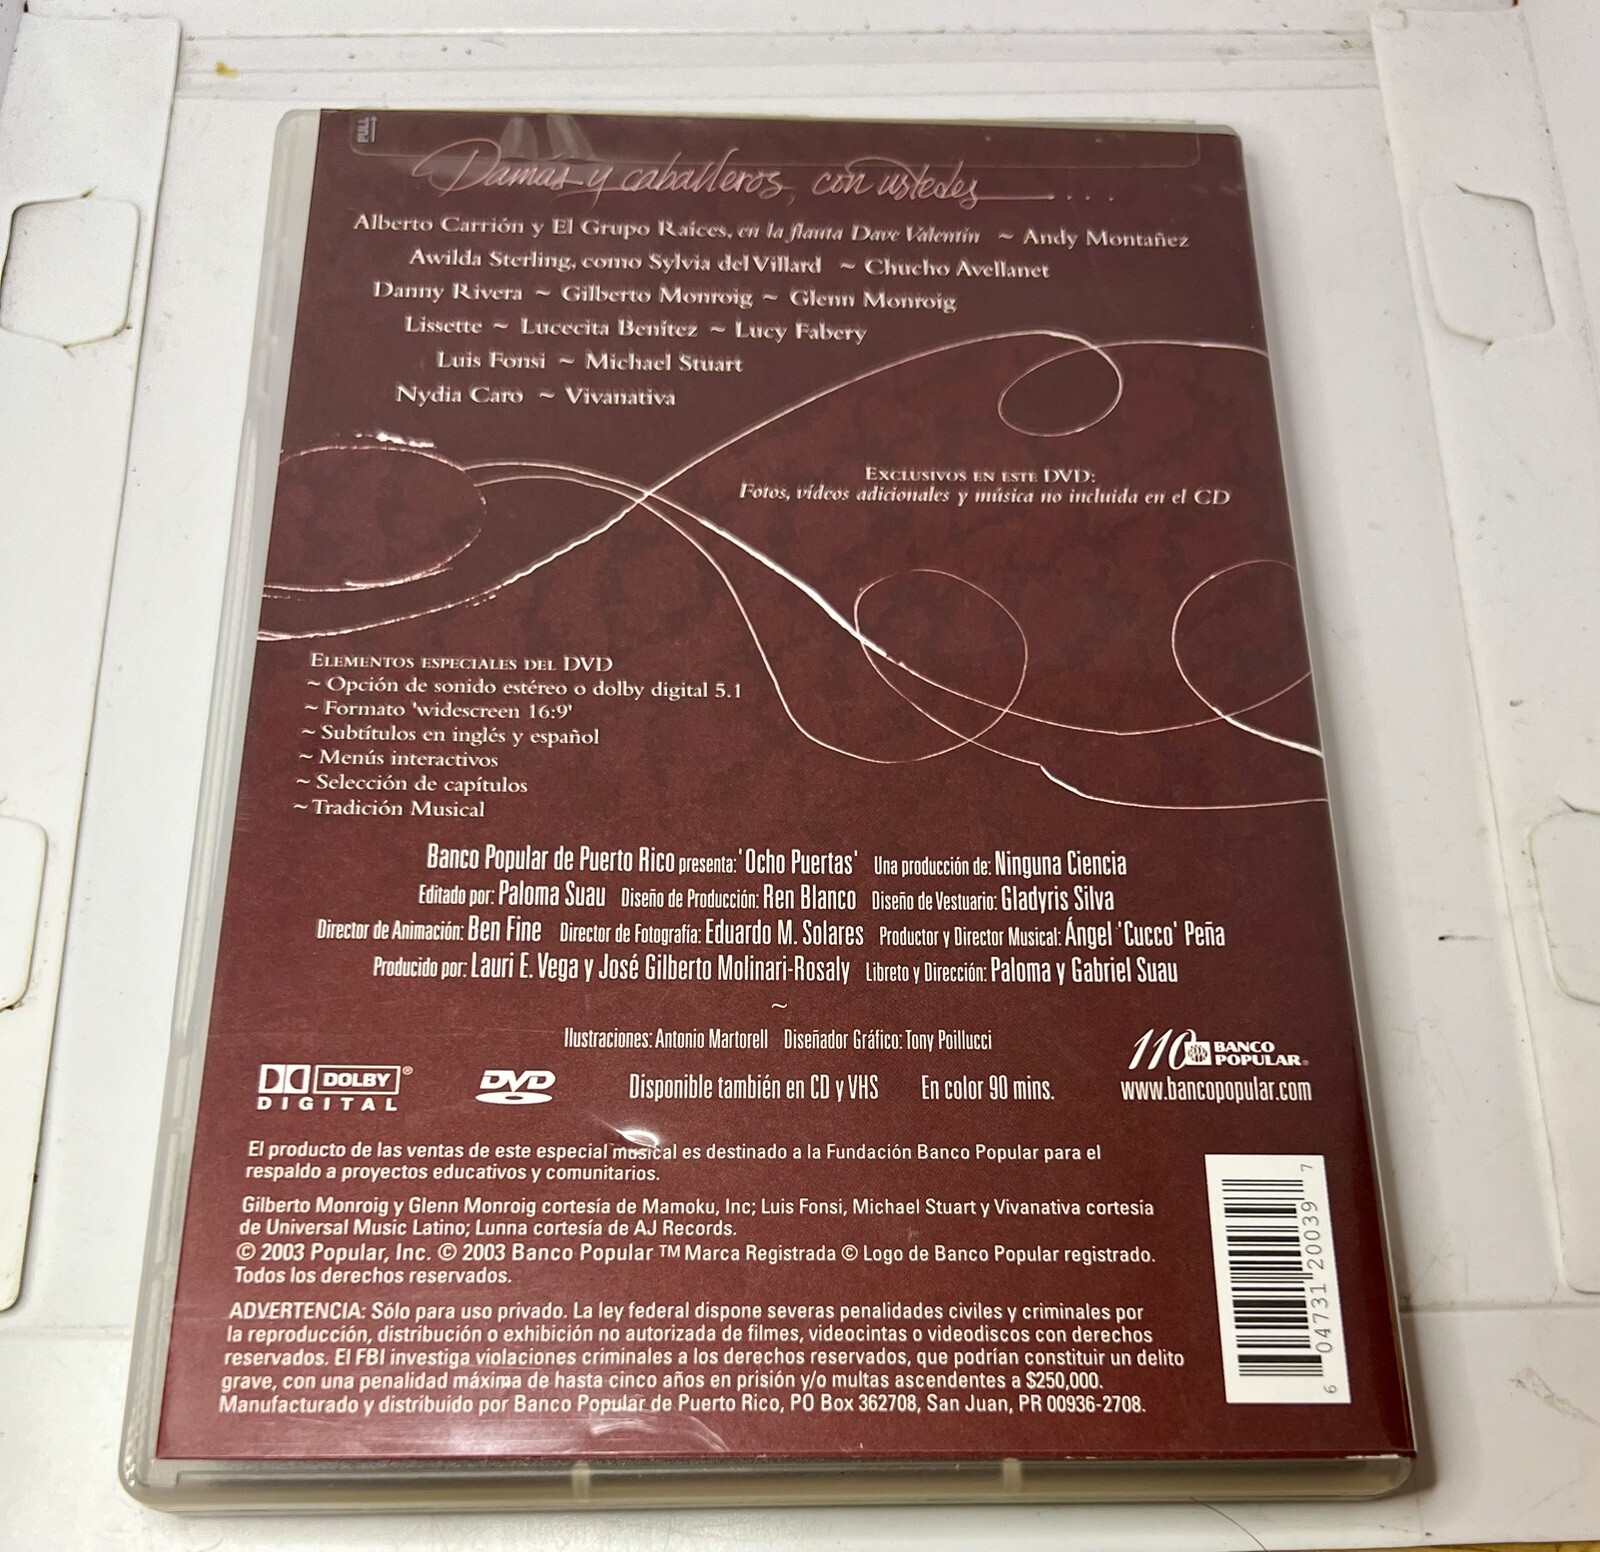 PULL
Damas y caballeros, con ustedes ....
Alberto Carrión y El Grupo Raíces, en la flauta Dave Valentín ~ Andy Montañez
Awilda Sterling, como Sylvia del Villard ~ Chucho Avellanet
Danny Rivera ~ Gilberto Monroig ~ Glenn Monroig
Lissette ~ Lucecita Benítez ~ Lucy Fabery
Luis Fonsi ~ Michael Stuart
Nydia Caro ~ Vivanativa
EXCLUSIVOS EN ESTE DVD:
Fotos, vídeos adicionales y música no incluida en el CD
ELEMENTOS ESPECIALES DEL DVD
~ Opción de sonido estéreo o dolby digital 5.1
~ Formato 'widescreen 16:9'
~ Subtítulos en inglés y español
~ Menús interactivos
~ Selección de capítulos
~ Tradición Musical
Banco Popular de Puerto Rico presenta: 'Ocho Puertas' Una producción de: Ninguna Ciencia
Editado por: Paloma Suau Diseño de Producción: Ren Blanco Diseño de Vestuario: Gladyris Silva
Director de Animación: Ben Fine Director de Fotografía: Eduardo M. Solares Productor y Director Musical: Ángel 'Cucco' Peña
Producido por: Lauri E. Vega y José Gilberto Molinari-Rosaly Libreto y Dirección: Paloma y Gabriel Suau
~
Ilustraciones: Antonio Martorell Diseñador Gráfico: Tony Poillucci
110 BANCO POPULAR®
DOLBY® DIGITAL
DVD
Disponible también en CD y VHS En color 90 mins.
www.bancopopular.com
El producto de las ventas de este especial musical es destinado a la Fundación Banco Popular para el
respaldo a proyectos educativos y comunitarios.
Gilberto Monroig y Glenn Monroig cortesía de Mamoku, Inc; Luis Fonsi, Michael Stuart y Vivanativa cortesía
de Universal Music Latino; Lunna cortesía de AJ Records.
© 2003 Popular, Inc. © 2003 Banco Popular ™ Marca Registrada © Logo de Banco Popular registrado.
Todos los derechos reservados.
ADVERTENCIA: Sólo para uso privado. La ley federal dispone severas penalidades civiles y criminales por
la reproducción, distribución o exhibición no autorizada de filmes, videocintas o videodiscos con derechos
reservados. El FBI investiga violaciones criminales a los derechos reservados, que podrían constituir un delito
grave, con una penalidad máxima de hasta cinco años en prisión y/o multas ascendentes a $250,000.
Manufacturado y distribuido por Banco Popular de Puerto Rico, PO Box 362708, San Juan, PR 00936-2708.
6 04731 20039 7